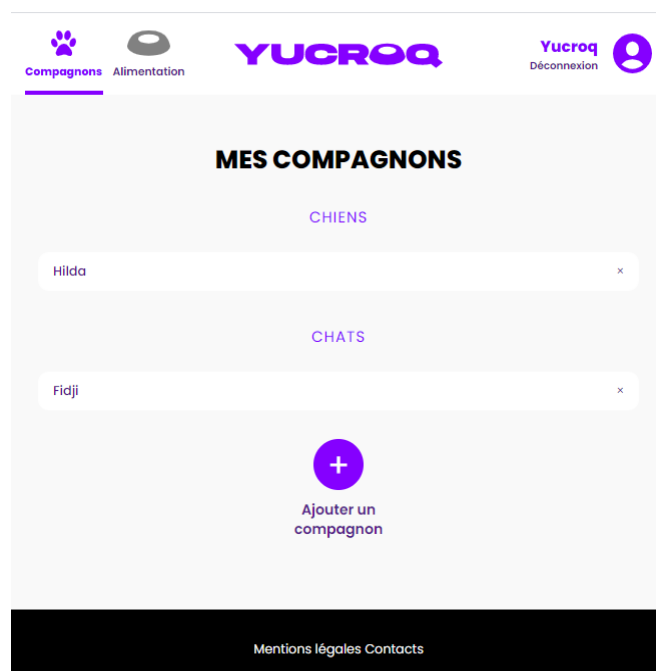 Compagnons Alimentation
YUCROQ
Yucroq
Déconnexion
MES COMPAGNONS
CHIENS
Hilda ×
CHATS
Fidji ×
+
Ajouter un
compagnon
Mentions légales Contacts